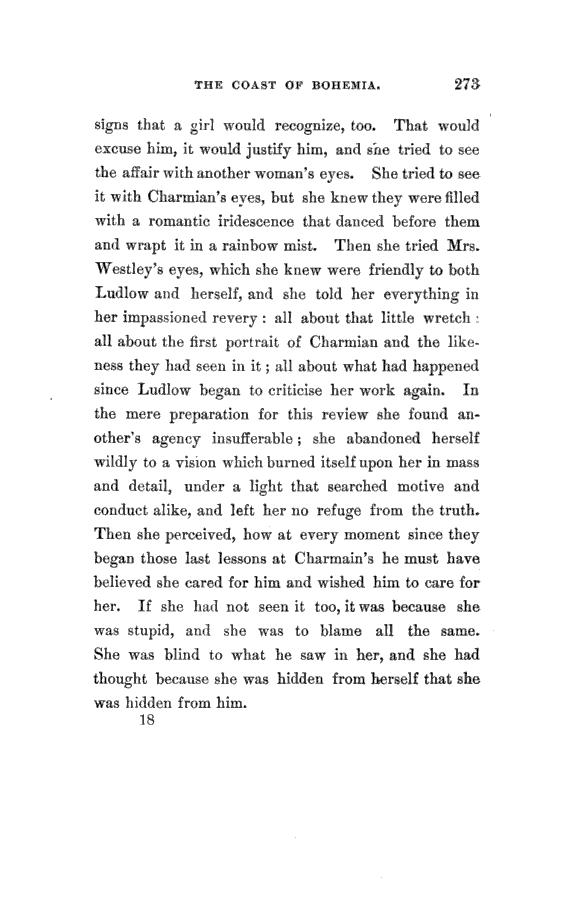 THE COAST OF BOHEMIA. 273
signs that a girl would recognize, too. That would
excuse him, it would justify him, and she tried to see
the affair with another woman's eyes. She tried to see
it with Charmian's eyes, but she knew they were filled
with a romantic iridescence that danced before them
and wrapt it in a rainbow mist. Then she tried Mrs.
Westley's eyes, which she knew were friendly to both
Ludlow and herself, and she told her everything in
her impassioned revery : all about that little wretch :
all about the first portrait of Charmian and the like-
ness they had seen in it ; all about what had happened
since Ludlow began to criticise her work again. In
the mere preparation for this review she found an-
other's agency insufferable ; she abandoned herself
wildly to a vision which burned itself upon her in mass
and detail, under a light that searched motive and
conduct alike, and left her no refuge from the truth.
Then she perceived, how at every moment since they
began those last lessons at Charmain's he must have
believed she cared for him and wished him to care for
her. If she had not seen it too, it was because she
was stupid, and she was to blame all the same.
She was blind to what he saw in her, and she had
thought because she was hidden from herself that she
was hidden from him.
18